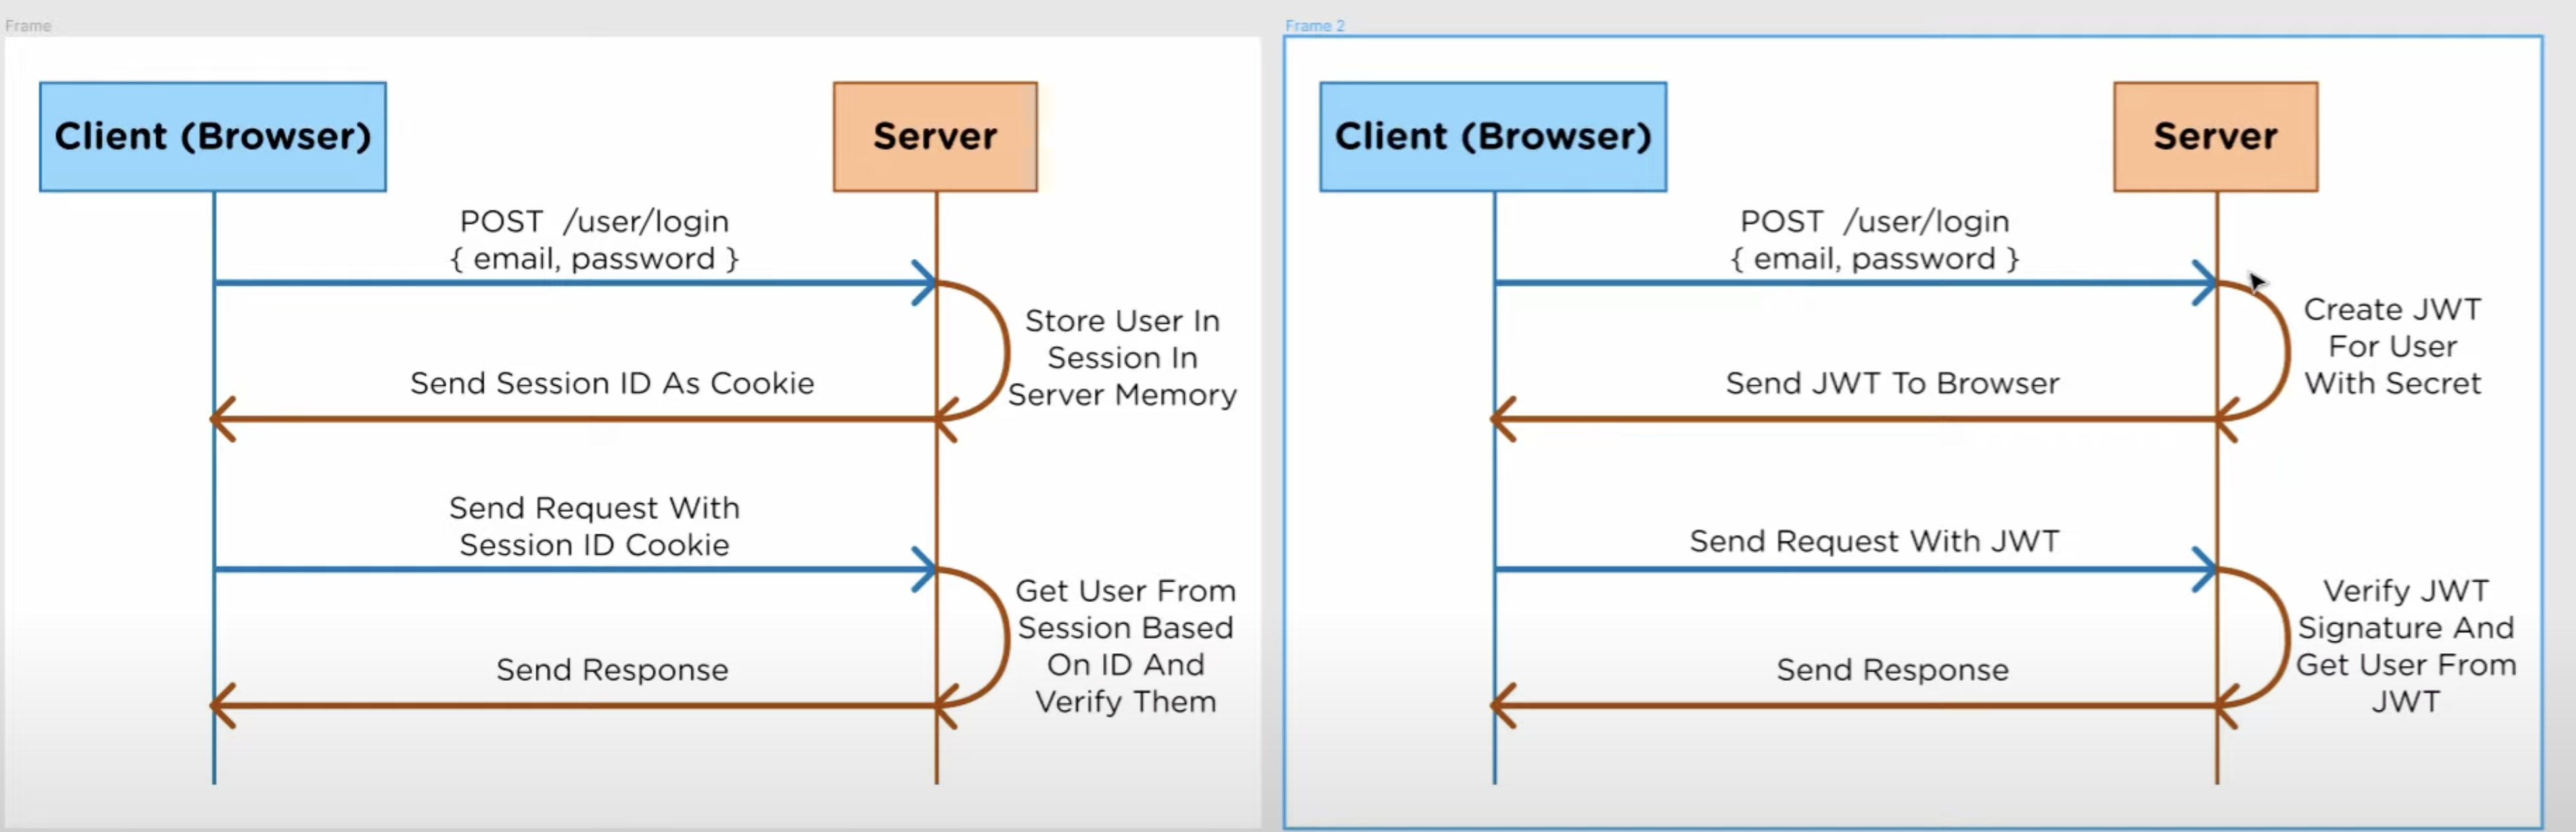 Frame
Client (Browser)
Server
POST /user/login
{ email, password }
Store User In
Session In
Server Memory
Send Session ID As Cookie
Send Request With
Session ID Cookie
Get User From
Session Based
On ID And
Verify Them
Send Response
Frame 2
Client (Browser)
Server
POST /user/login
{ email, password }
Create JWT
For User
With Secret
Send JWT To Browser
Send Request With JWT
Verify JWT
Signature And
Get User From
JWT
Send Response